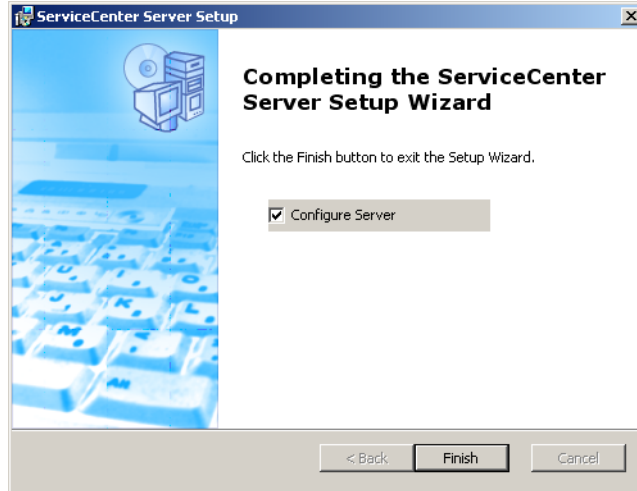 ServiceCenter Server Setup
Completing the ServiceCenter
Server Setup Wizard
Click the Finish button to exit the Setup Wizard.
Configure Server
< Back
Finish
Cancel